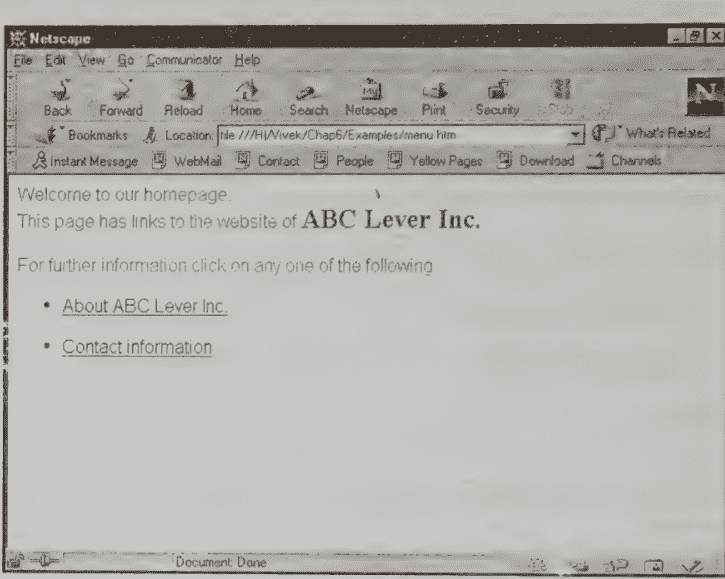 Netscape
File Edit View Go Communicator Help
My
N
Back Forward Reload Home Search Netscape Print Security Stop
Bookmarks Location: file:///H|/Vivek/Chap6/Examples/menu.htm What's Related
Instant Message WebMail Contact People Yellow Pages Download Channels
Welcome to our homepage.
This page has links to the website of ABC Lever Inc.
For further information click on any one of the following
• About ABC Lever Inc.
• Contact information
Document: Done